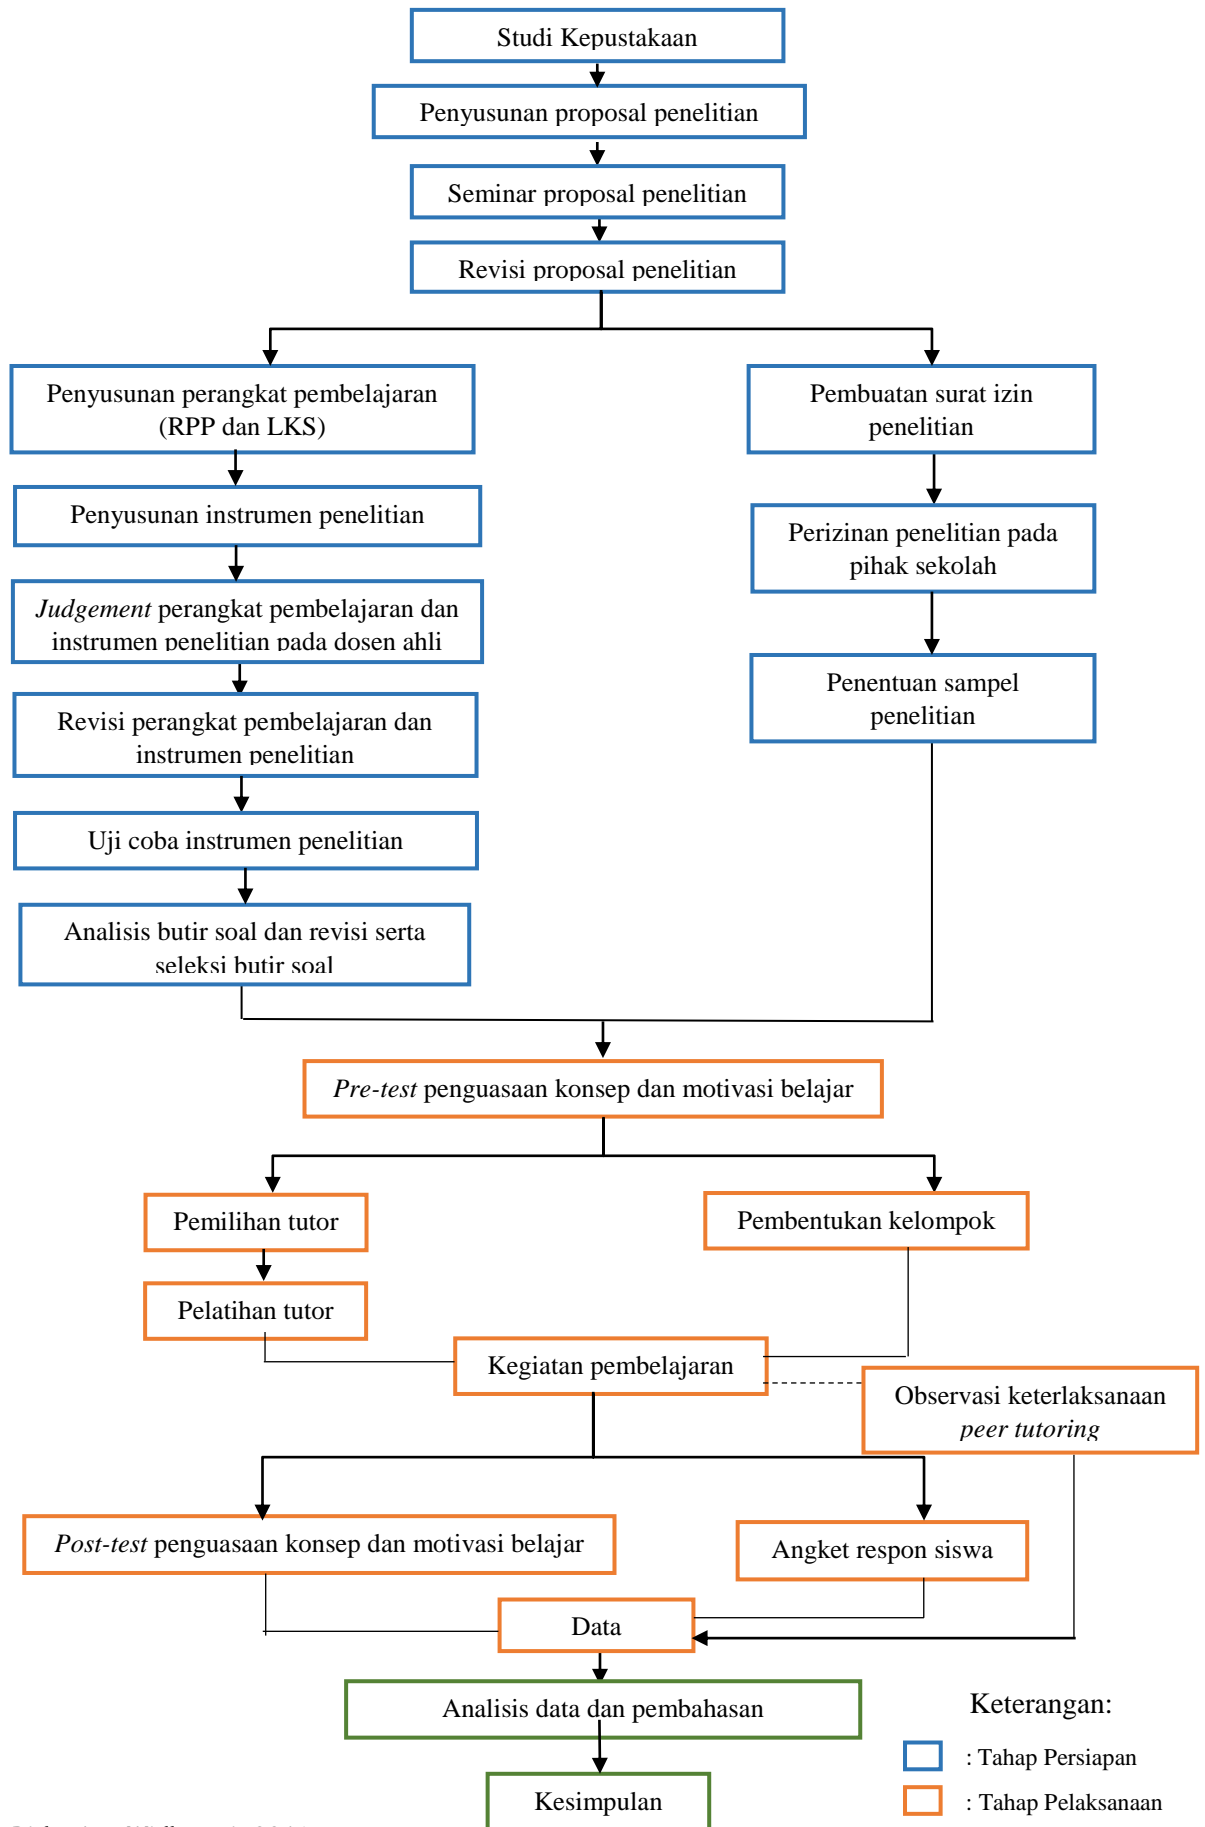 Studi Kepustakaan
Penyusunan proposal penelitian
Seminar proposal penelitian
Revisi proposal penelitian
Penyusunan perangkat pembelajaran
(RPP dan LKS)
Penyusunan instrumen penelitian
Judgement perangkat pembelajaran dan
instrumen penelitian pada dosen ahli
Revisi perangkat pembelajaran dan
instrumen penelitian
Uji coba instrumen penelitian
Analisis butir soal dan revisi serta
seleksi butir soal
Pembuatan surat izin
penelitian
Perizinan penelitian pada
pihak sekolah
Penentuan sampel
penelitian
Pre-test penguasaan konsep dan motivasi belajar
Pemilihan tutor
Pelatihan tutor
Pembentukan kelompok
Kegiatan pembelajaran
Observasi keterlaksanaan
peer tutoring
Post-test penguasaan konsep dan motivasi belajar
Angket respon siswa
Data
Analisis data dan pembahasan
Kesimpulan
Keterangan:
: Tahap Persiapan
: Tahap Pelaksanaan